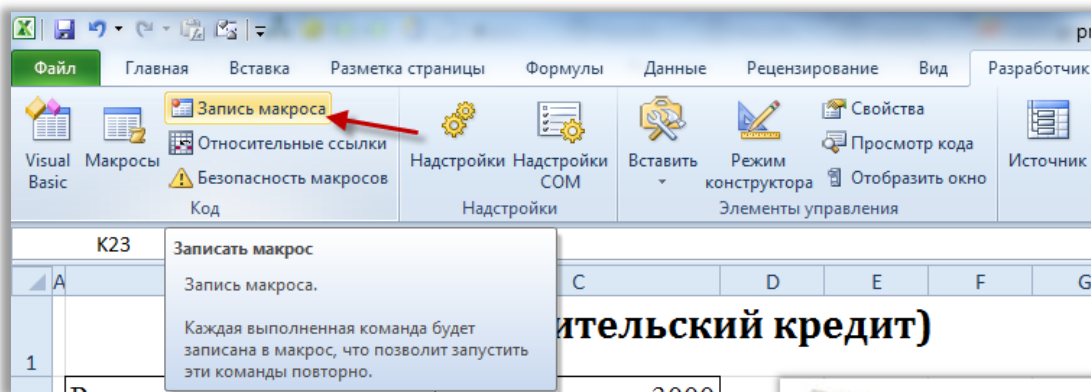 Файл Главная Вставка Разметка страницы Формулы Данные Рецензирование Вид Разработчик
Visual Basic
Макросы
Запись макроса
Относительные ссылки
Безопасность макросов
Код
Надстройки
Надстройки COM
Надстройки
Вставить
Режим конструктора
Свойства
Просмотр кода
Отобразить окно
Элементы управления
Источник
K23
A C D E F G
Записать макрос
Запись макроса.
Каждая выполненная команда будет
записана в макрос, что позволит запустить
эти команды повторно.
ительский кредит)
1